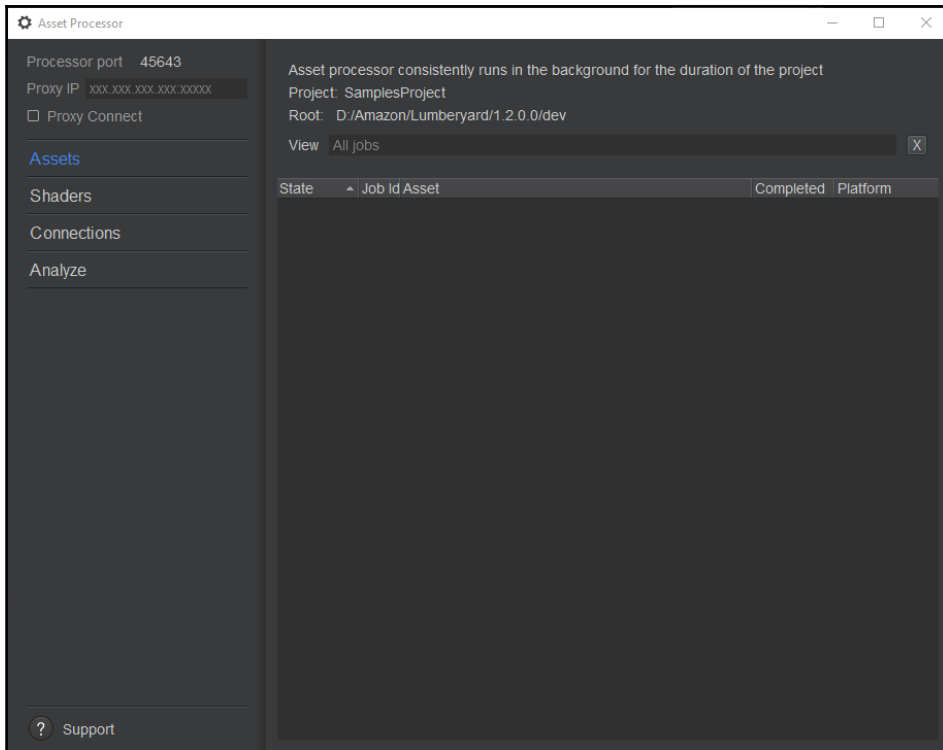 Asset Processor
Processor port 45643
Proxy IP xxx.xxx.xxx.xxx:xxxxx
Proxy Connect
Assets
Shaders
Connections
Analyze
Support
Asset processor consistently runs in the background for the duration of the project
Project: SamplesProject
Root: D:/Amazon/Lumberyard/1.2.0.0/dev
View All jobs X
State Job Id Asset Completed Platform